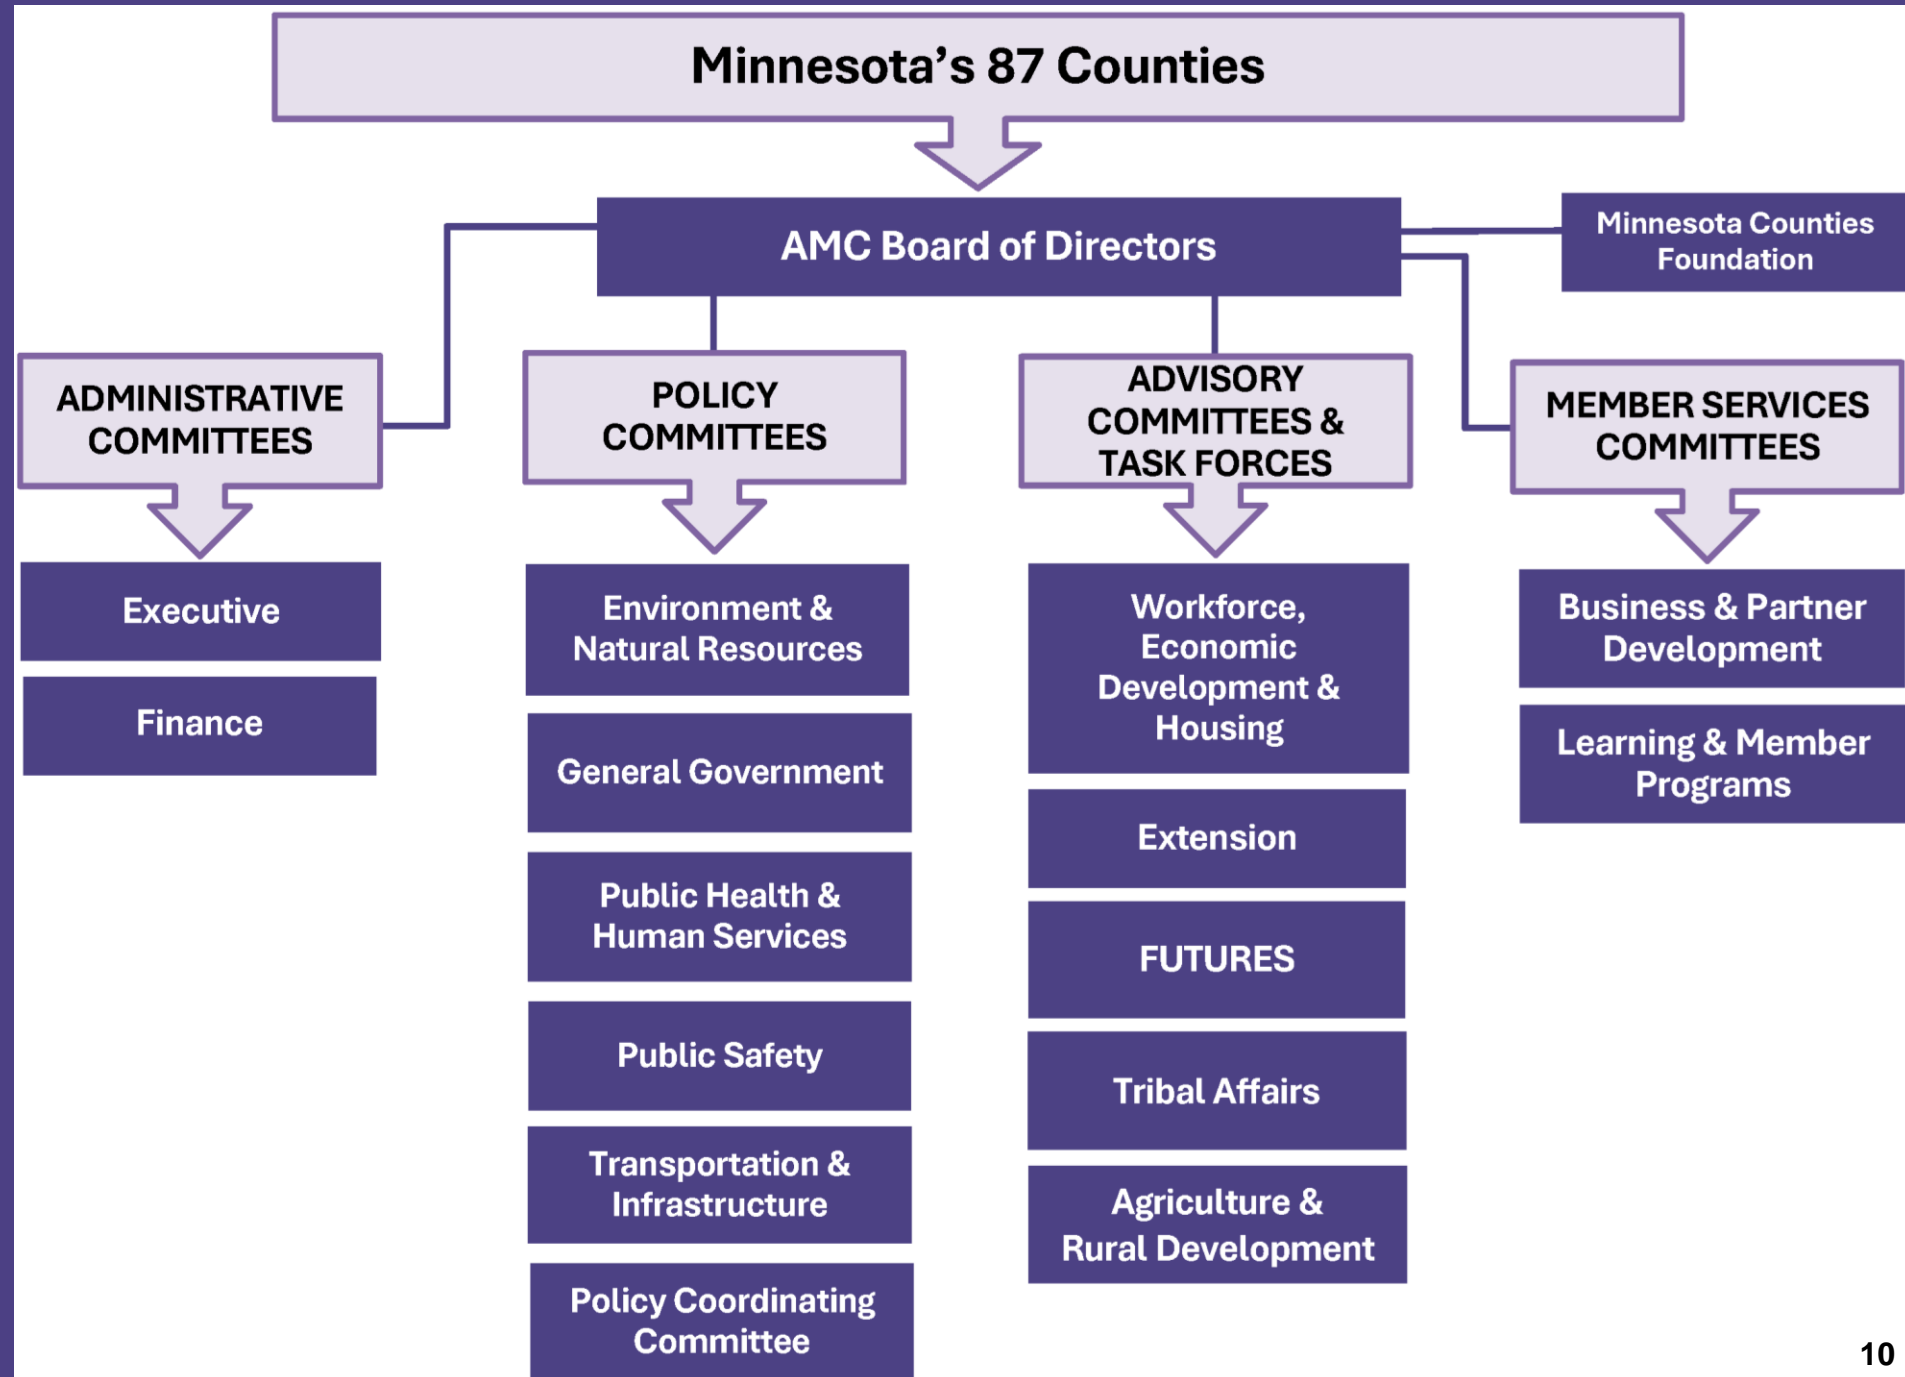 Minnesota’s 87 Counties
AMC Board of Directors
Minnesota Counties
Foundation
ADMINISTRATIVE
COMMITTEES
Executive
Finance
POLICY
COMMITTEES
Environment &
Natural Resources
General Government
Public Health &
Human Services
Public Safety
Transportation &
Infrastructure
Policy Coordinating
Committee
ADVISORY
COMMITTEES &
TASK FORCES
Workforce,
Economic
Development &
Housing
Extension
FUTURES
Tribal Affairs
Agriculture &
Rural Development
MEMBER SERVICES
COMMITTEES
Business & Partner
Development
Learning & Member
Programs
10